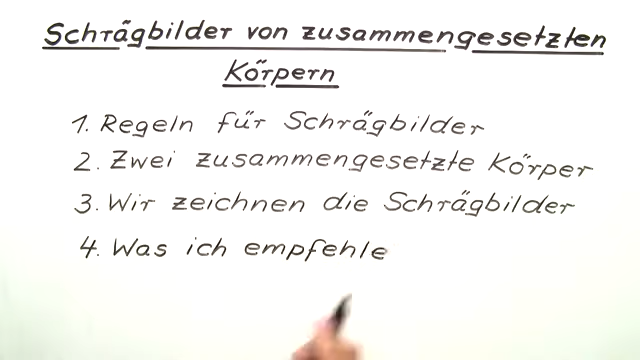 Schrägbilder von zusammengesetzten
Körpern
1. Regeln für Schrägbilder
2. Zwei zusammengesetzte Körper
3. Wir zeichnen die Schrägbilder
4. Was ich empfehle